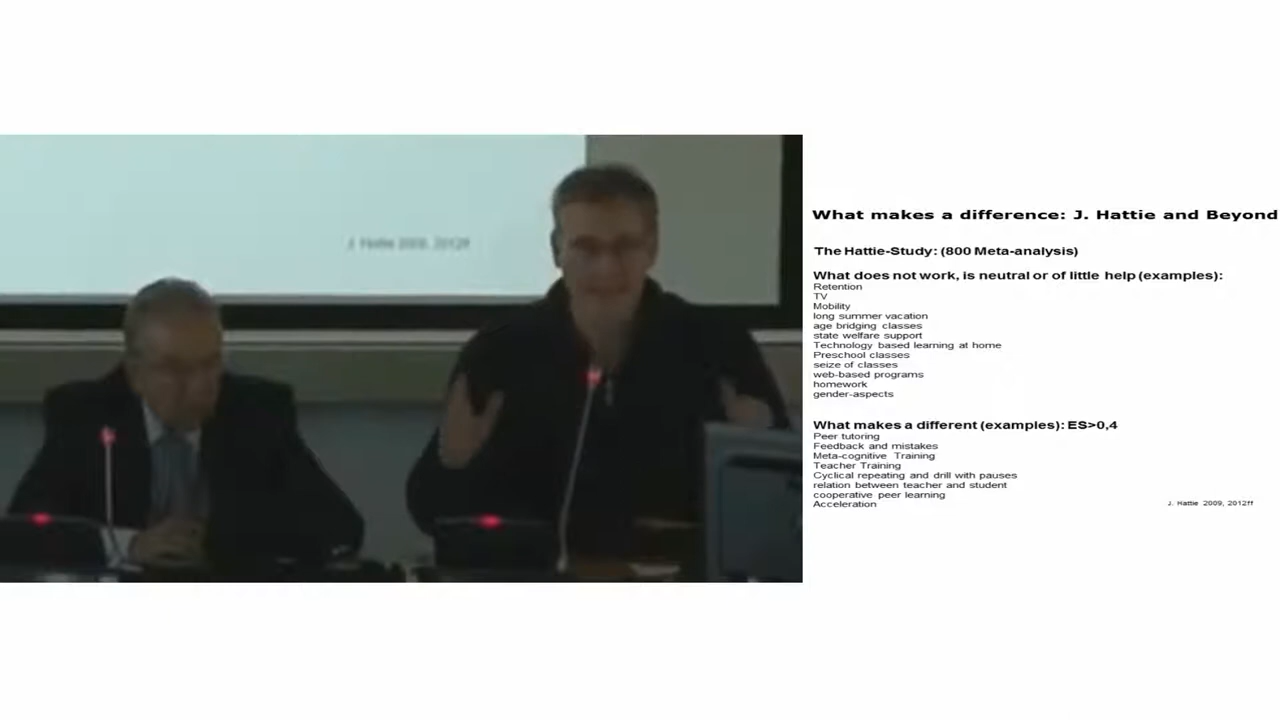 J. Hattie 2009, 2012ff
What makes a difference: J. Hattie and Beyond
The Hattie-Study: (800 Meta-analysis)
What does not work, is neutral or of little help (examples):
Retention
TV
Mobility
long summer vacation
age bridging classes
state welfare support
Technology based learning at home
Preschool classes
seize of classes
web-based programs
homework
gender-aspects
What makes a different (examples): ES>0,4
Peer tutoring
Feedback and mistakes
Meta-cognitive Training
Teacher Training
Cyclical repeating and drill with pauses
relation between teacher and student
cooperative peer learning
Acceleration
J. Hattie 2009, 2012ff